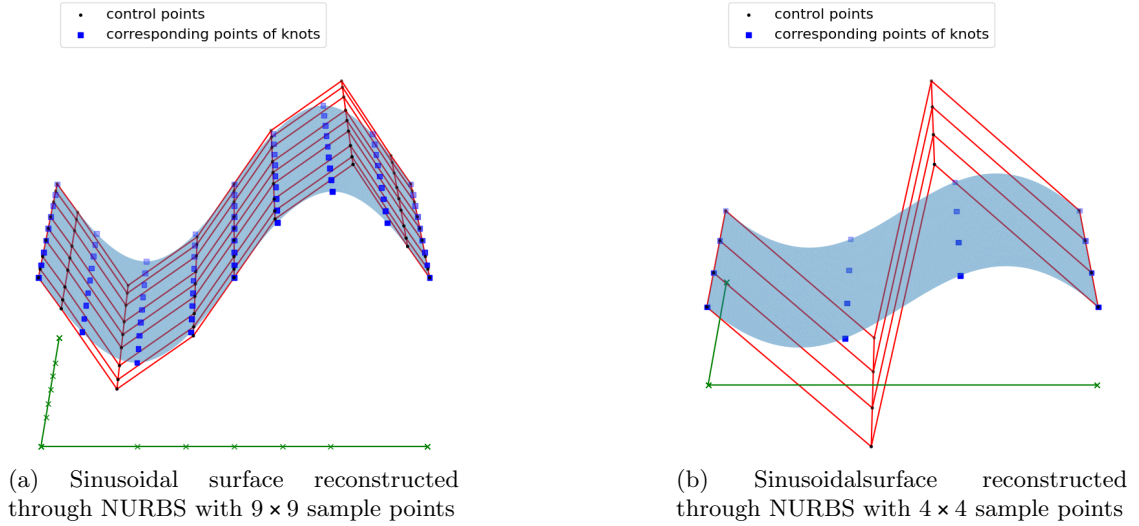 control points
corresponding points of knots
control points
corresponding points of knots
(a) Sinusoidal surface reconstructed
through NURBS with 9 × 9 sample points
(b) Sinusoidalsurface reconstructed
through NURBS with 4 × 4 sample points